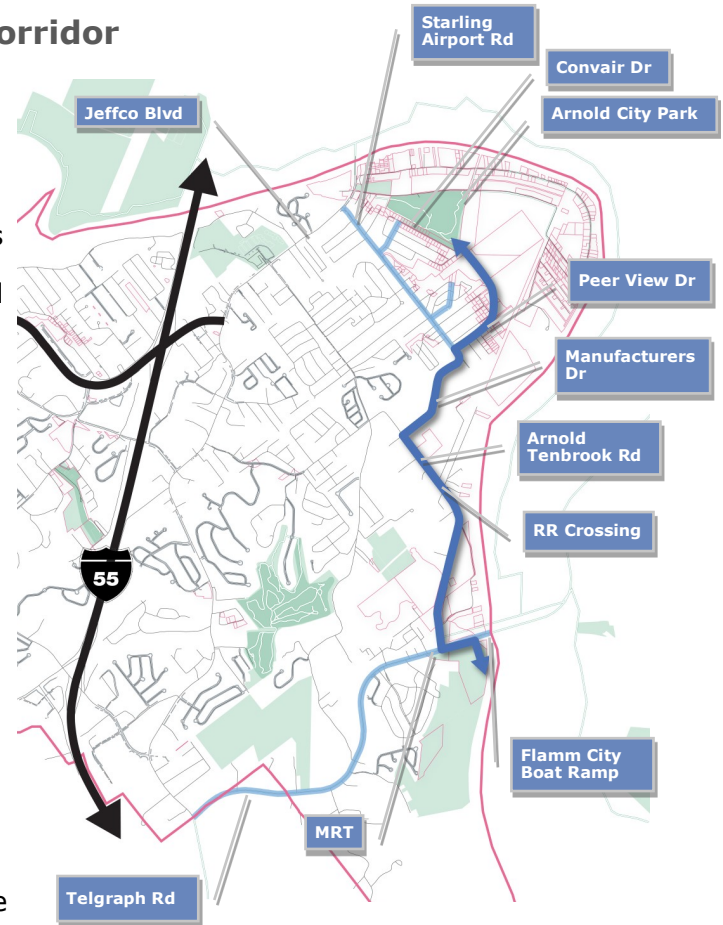 orridor
Starling
Airport Rd
Convair Dr
Jeffco Blvd
Arnold City Park
Peer View Dr
Manufacturers
Dr
Arnold
Tenbrook Rd
RR Crossing
55
Flamm City
Boat Ramp
MRT
Telgraph Rd
e